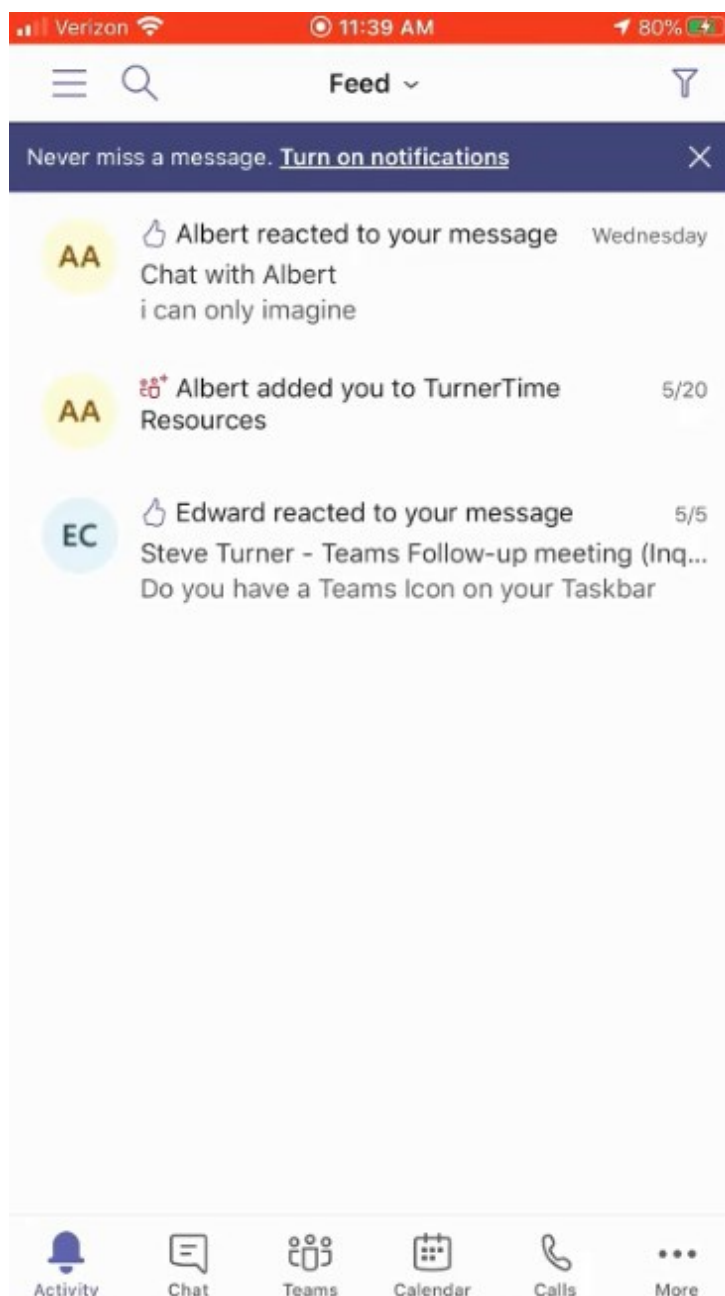 Verizon 11:39 AM 80%
Feed
Never miss a message. Turn on notifications
Albert reacted to your message Wednesday
AA
Chat with Albert
i can only imagine
Albert added you to TurnerTime 5/20
AA
Resources
Edward reacted to your message 5/5
EC
Steve Turner - Teams Follow-up meeting (Inq...
Do you have a Teams Icon on your Taskbar
Activity Chat Teams Calendar Calls More